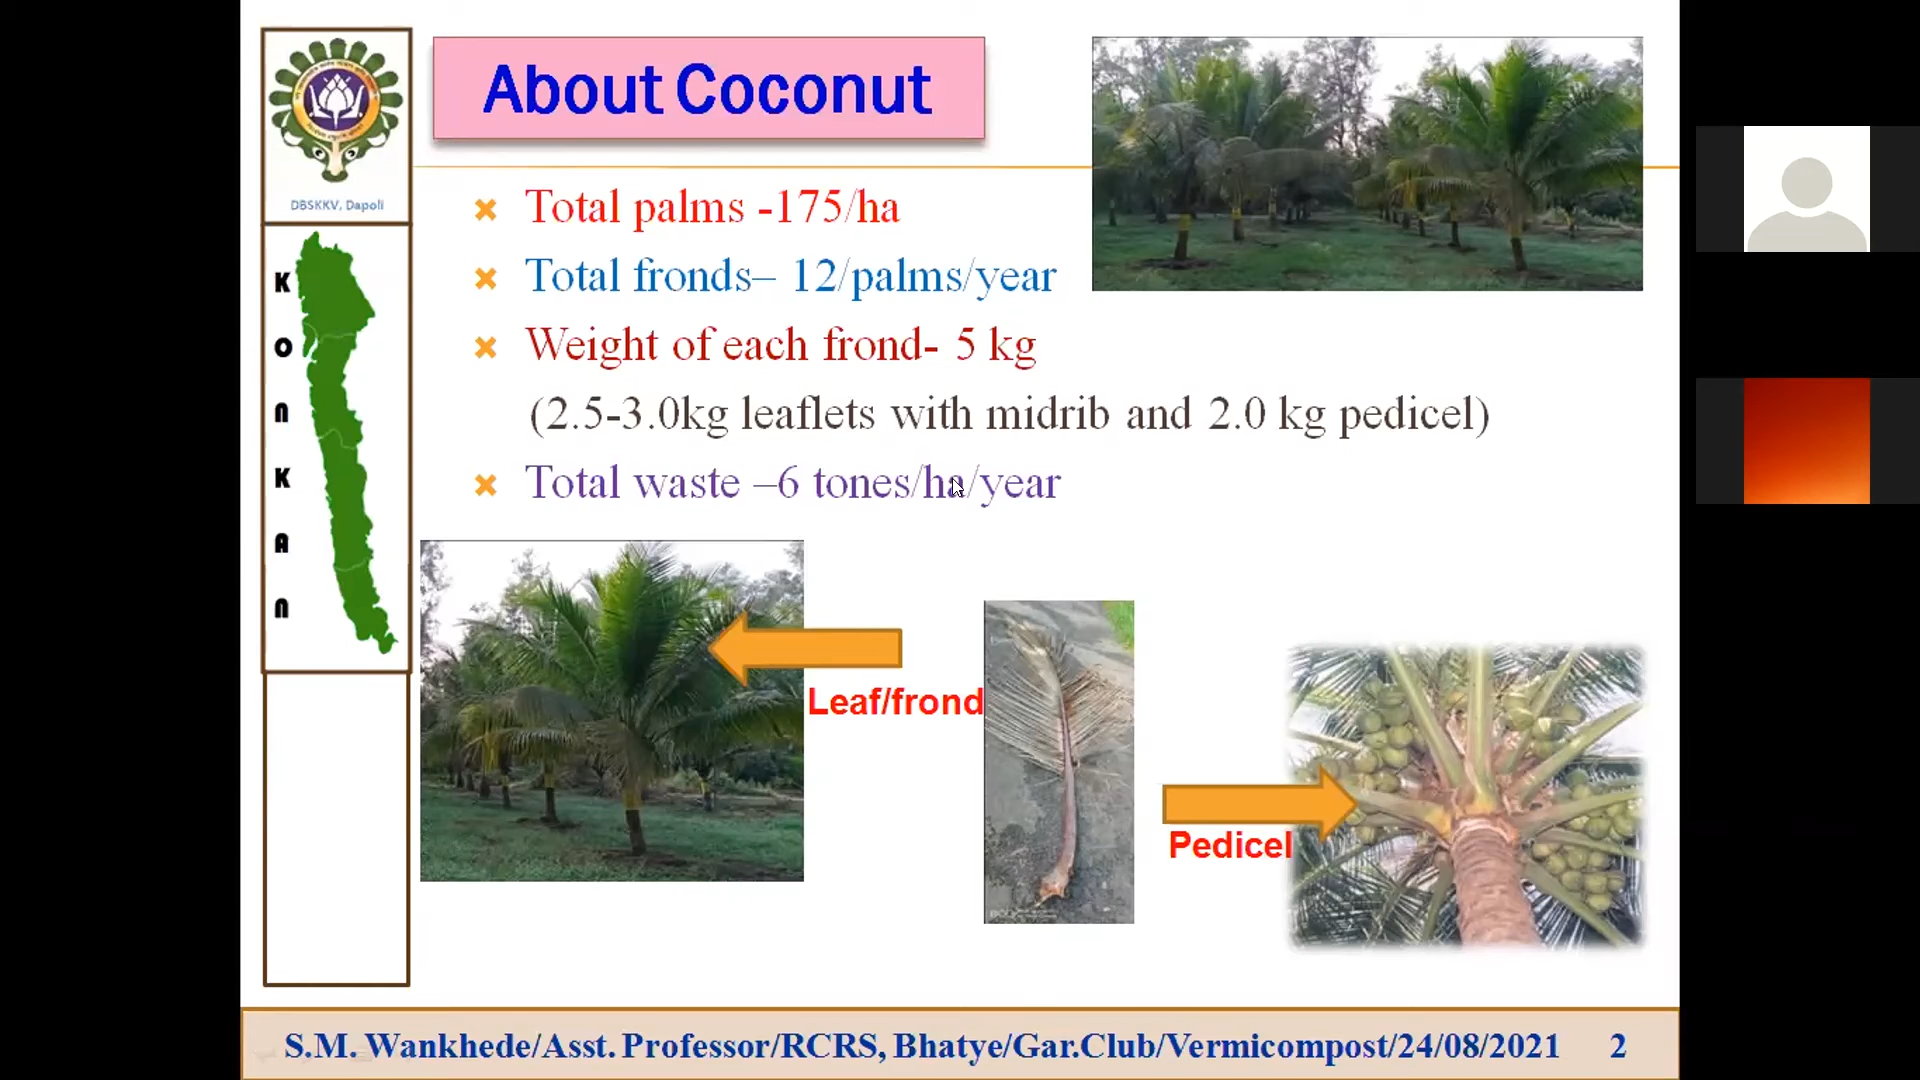 About Coconut
DBSKKV, Dapoli
K
O
N
K
A
N
Total palms -175/ha
Total fronds– 12/palms/year
Weight of each frond- 5 kg
(2.5-3.0kg leaflets with midrib and 2.0 kg pedicel)
Total waste –6 tones/ha/year
Leaf/frond
Pedicel
S.M. Wankhede/Asst. Professor/RCRS, Bhatye/Gar.Club/Vermicompost/24/08/2021 2